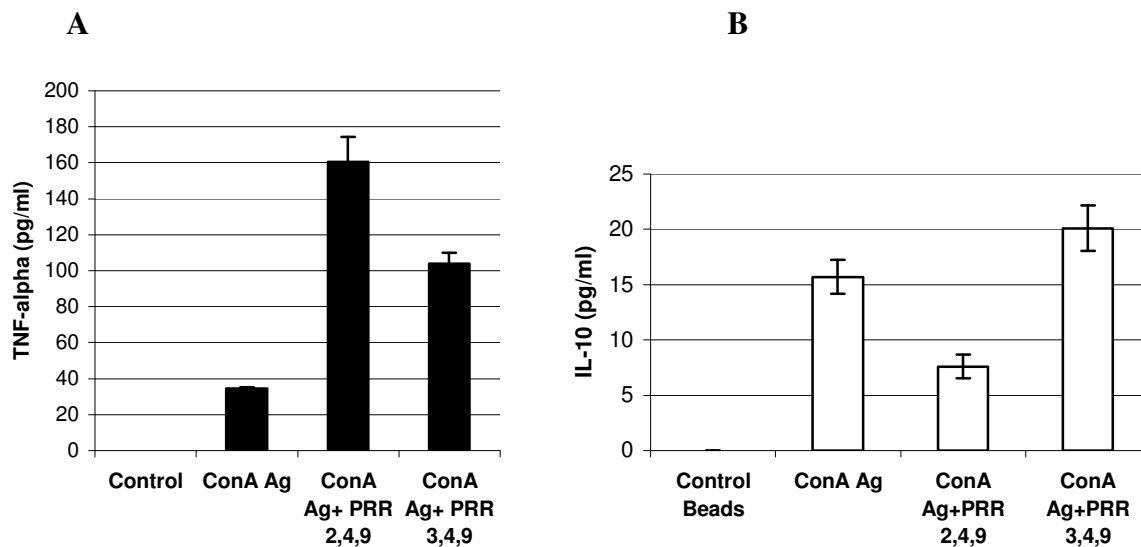 A
B
200
180
160
140
120
100
80
60
40
20
0
TNF-alpha (pg/ml)
Control
ConA Ag
ConA
Ag+ PRR
2,4,9
ConA
Ag+ PRR
3,4,9
25
20
15
10
5
0
IL-10 (pg/ml)
Control
Beads
ConA Ag
ConA
Ag+PRR
2,4,9
ConA
Ag+PRR
3,4,9